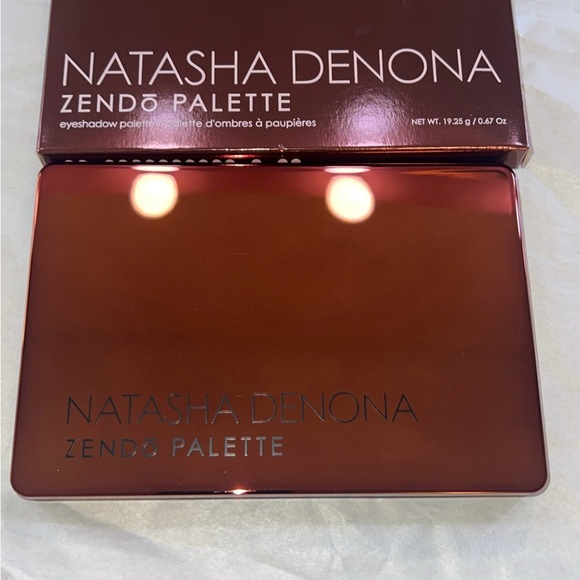 NATASHA DENONA
ZENDŌ PALETTE
eyeshadow palette/palette d'ombres à paupières
NET WT. 19.25 g / 0.67 Oz
NATASHA DENONA
ZENDŌ PALETTE